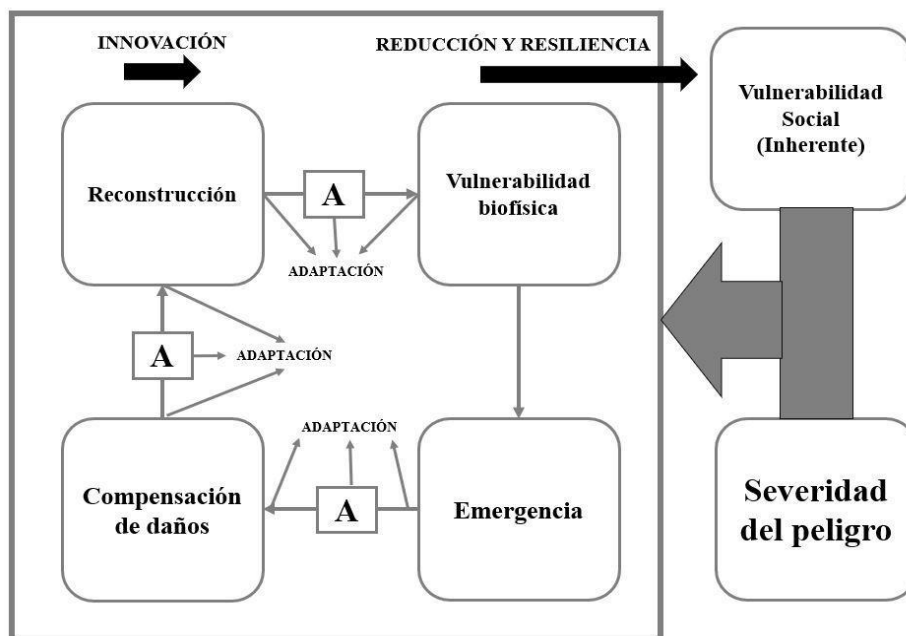 INNOVACIÓN
REDUCCIÓN Y RESILIENCIA
Reconstrucción
A
ADAPTACIÓN
Vulnerabilidad
biofísica
Vulnerabilidad
Social
(Inherente)
A
ADAPTACIÓN
Compensación
de daños
ADAPTACIÓN
A
Emergencia
Severidad
del peligro